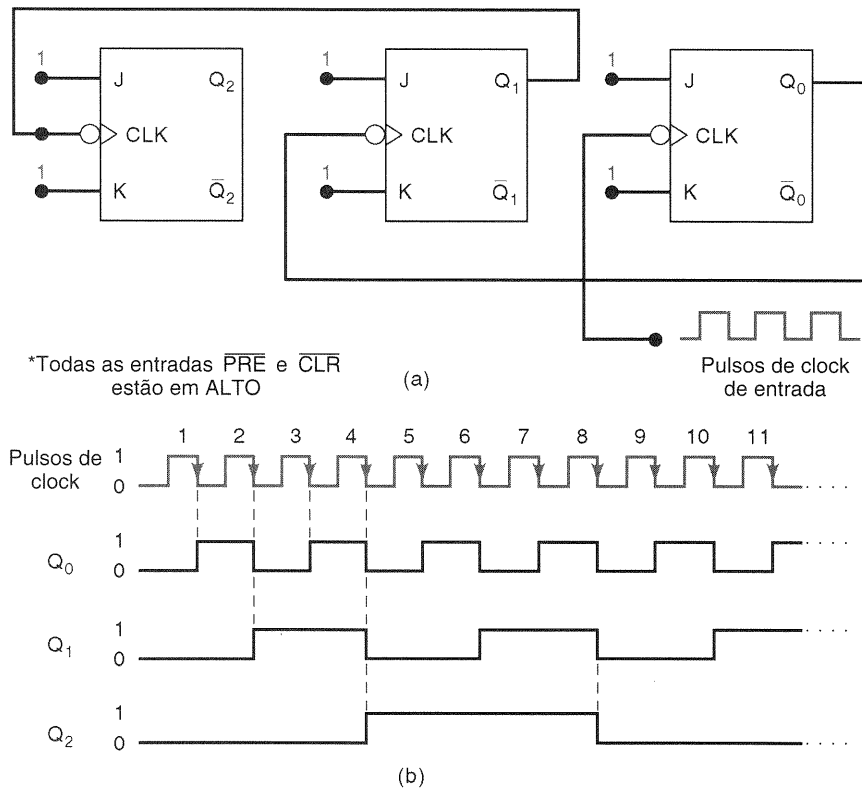 1 1 1
J Q₂ J Q₁ J Q₀
CLK CLK CLK
1 1 1
K Q̅₂ K Q̅₁ K Q̅₀
*Todas as entradas P̅R̅E̅ e C̅L̅R̅
estão em ALTO
(a)
Pulsos de clock
de entrada
1 2 3 4 5 6 7 8 9 10 11
Pulsos de
clock
1
0
Q₀
1
0
Q₁
1
0
Q₂
1
0
(b)